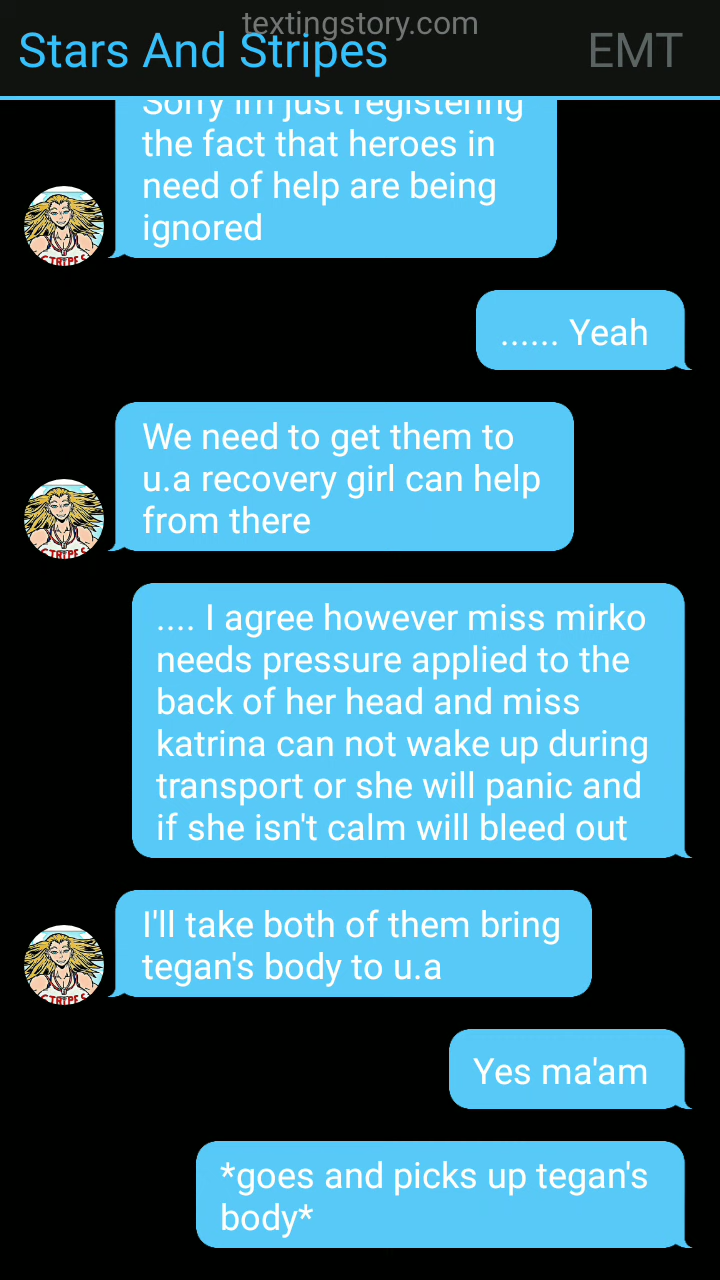 textingstory.com
Stars And Stripes
EMT
Sorry im just registering
the fact that heroes in
need of help are being
ignored
...... Yeah
We need to get them to
u.a recovery girl can help
from there
.... I agree however miss mirko
needs pressure applied to the
back of her head and miss
katrina can not wake up during
transport or she will panic and
if she isn't calm will bleed out
I'll take both of them bring
tegan's body to u.a
Yes ma'am
*goes and picks up tegan's
body*